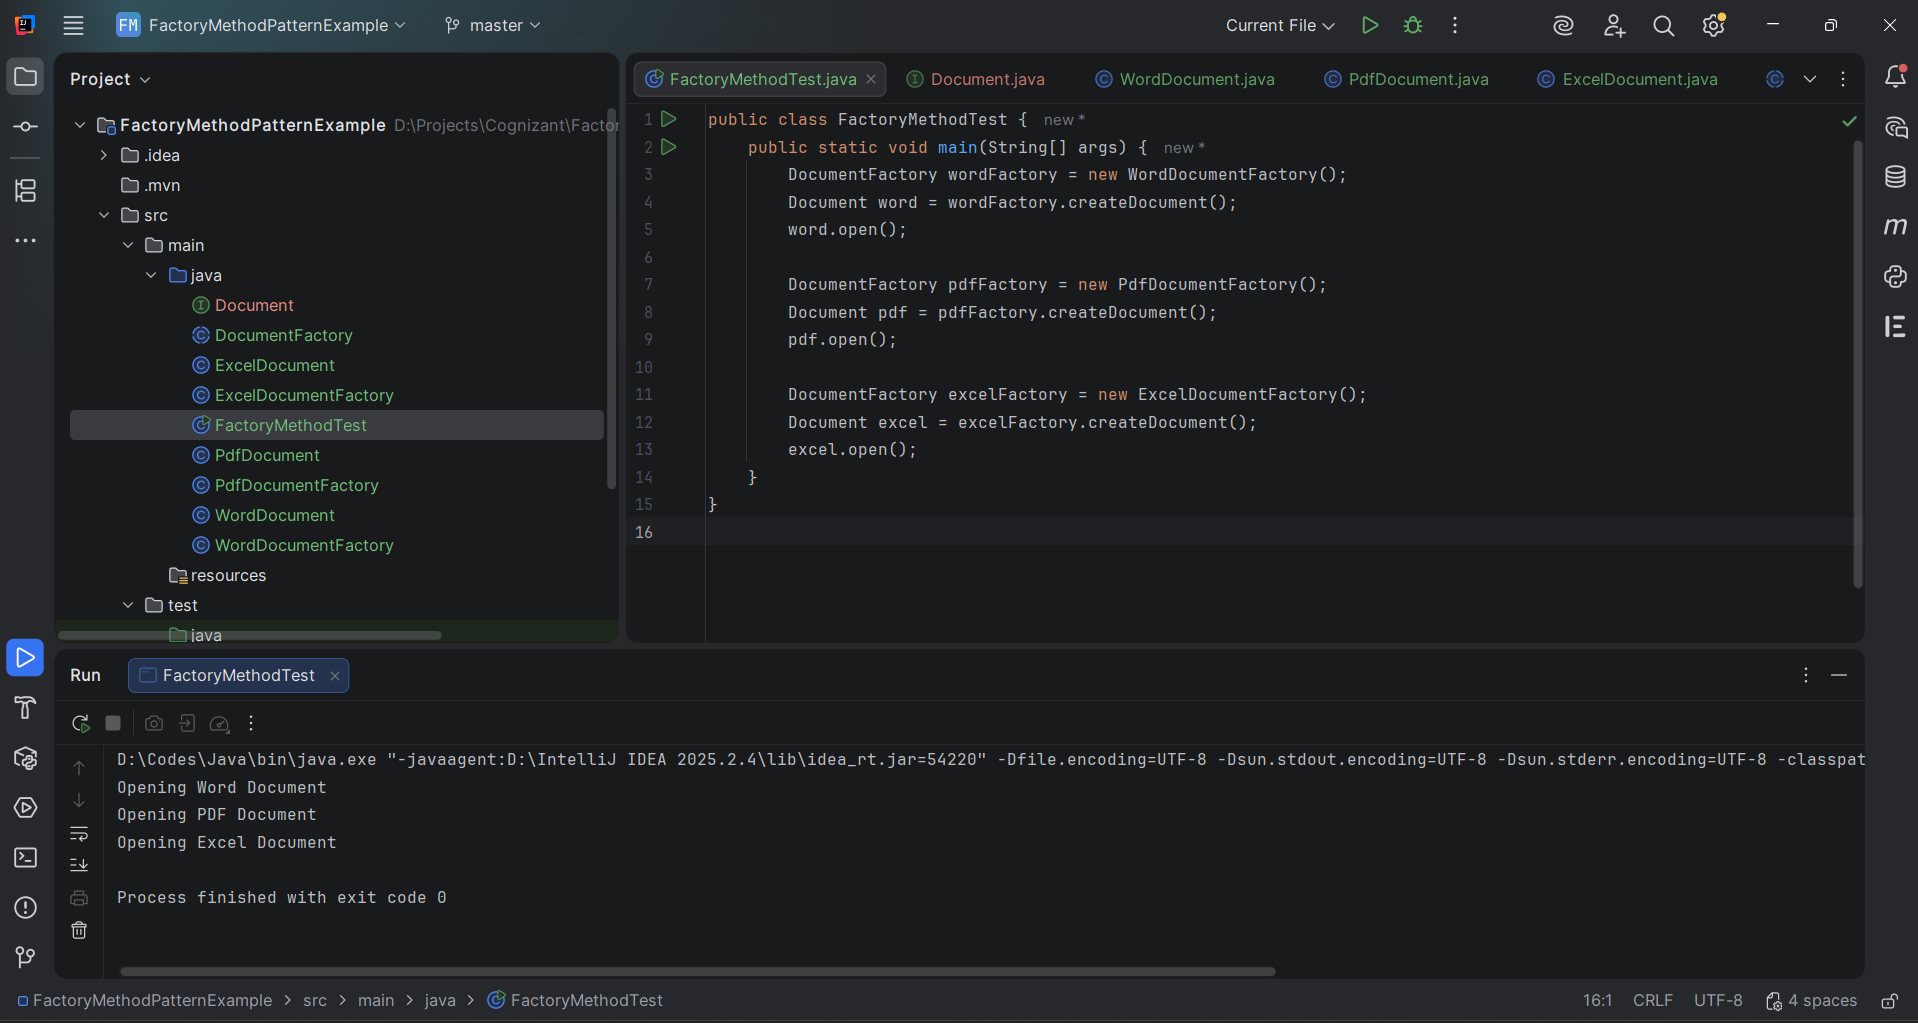 FM FactoryMethodPatternExample master Current File
Project
FactoryMethodPatternExample D:\Projects\Cognizant\Factor
.idea
.mvn
src
main
java
Document
DocumentFactory
ExcelDocument
ExcelDocumentFactory
FactoryMethodTest
PdfDocument
PdfDocumentFactory
WordDocument
WordDocumentFactory
resources
test
java
FactoryMethodTest.java Document.java WordDocument.java PdfDocument.java ExcelDocument.java
1 public class FactoryMethodTest { new *
2 public static void main(String[] args) { new *
3 DocumentFactory wordFactory = new WordDocumentFactory();
4 Document word = wordFactory.createDocument();
5 word.open();
6
7 DocumentFactory pdfFactory = new PdfDocumentFactory();
8 Document pdf = pdfFactory.createDocument();
9 pdf.open();
10
11 DocumentFactory excelFactory = new ExcelDocumentFactory();
12 Document excel = excelFactory.createDocument();
13 excel.open();
14 }
15 }
16
Run FactoryMethodTest
D:\Codes\Java\bin\java.exe "-javaagent:D:\IntelliJ IDEA 2025.2.4\lib\idea_rt.jar=54220" -Dfile.encoding=UTF-8 -Dsun.stdout.encoding=UTF-8 -Dsun.stderr.encoding=UTF-8 -classpat
Opening Word Document
Opening PDF Document
Opening Excel Document
Process finished with exit code 0
FactoryMethodPatternExample > src > main > java > FactoryMethodTest 16:1 CRLF UTF-8 4 spaces